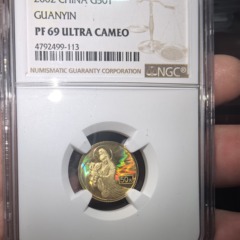 2002 CHINA G50Y
GUANYIN
PF 69 ULTRA CAMEO
4792499-113
NUMISMATIC GUARANTY CORPORATION
NGC